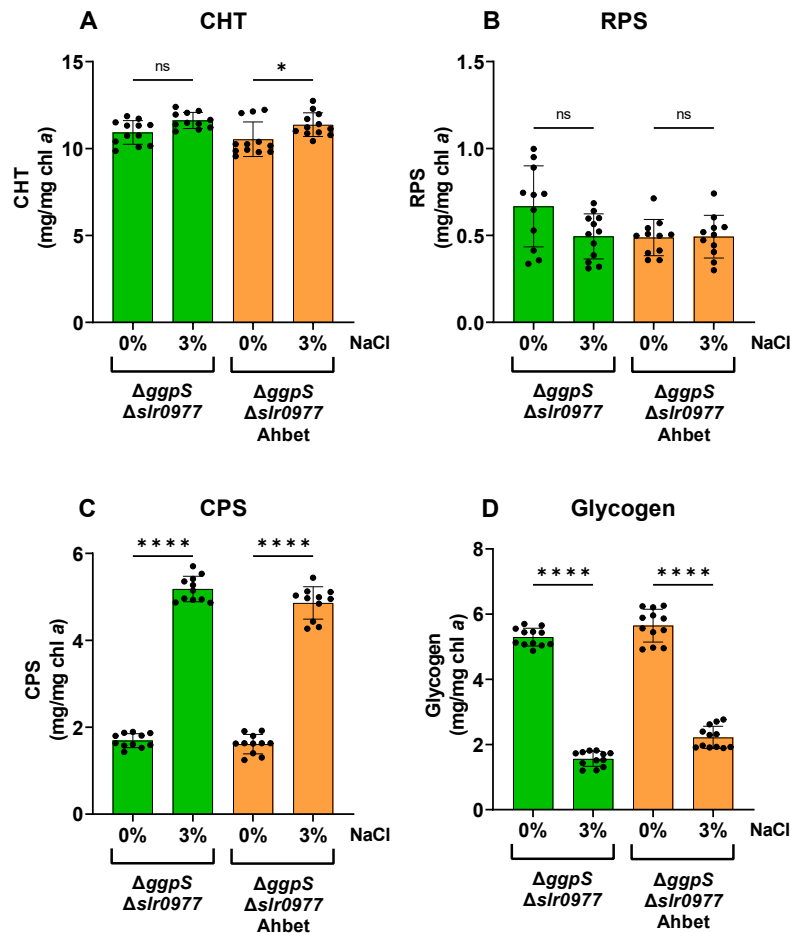 A CHT
15
10
5
0
CHT
(mg/mg chl a)
ns
*
0% 3% 0% 3% NaCl
ΔggpS
Δslr0977
ΔggpS
Δslr0977
Ahbet
B RPS
1.5
1.0
0.5
0.0
RPS
(mg/mg chl a)
ns
ns
0% 3% 0% 3% NaCl
ΔggpS
Δslr0977
ΔggpS
Δslr0977
Ahbet
C CPS
6
4
2
0
CPS
(mg/mg chl a)
****
****
0% 3% 0% 3% NaCl
ΔggpS
Δslr0977
ΔggpS
Δslr0977
Ahbet
D Glycogen
8
6
4
2
0
Glycogen
(mg/mg chl a)
****
****
0% 3% 0% 3% NaCl
ΔggpS
Δslr0977
ΔggpS
Δslr0977
Ahbet